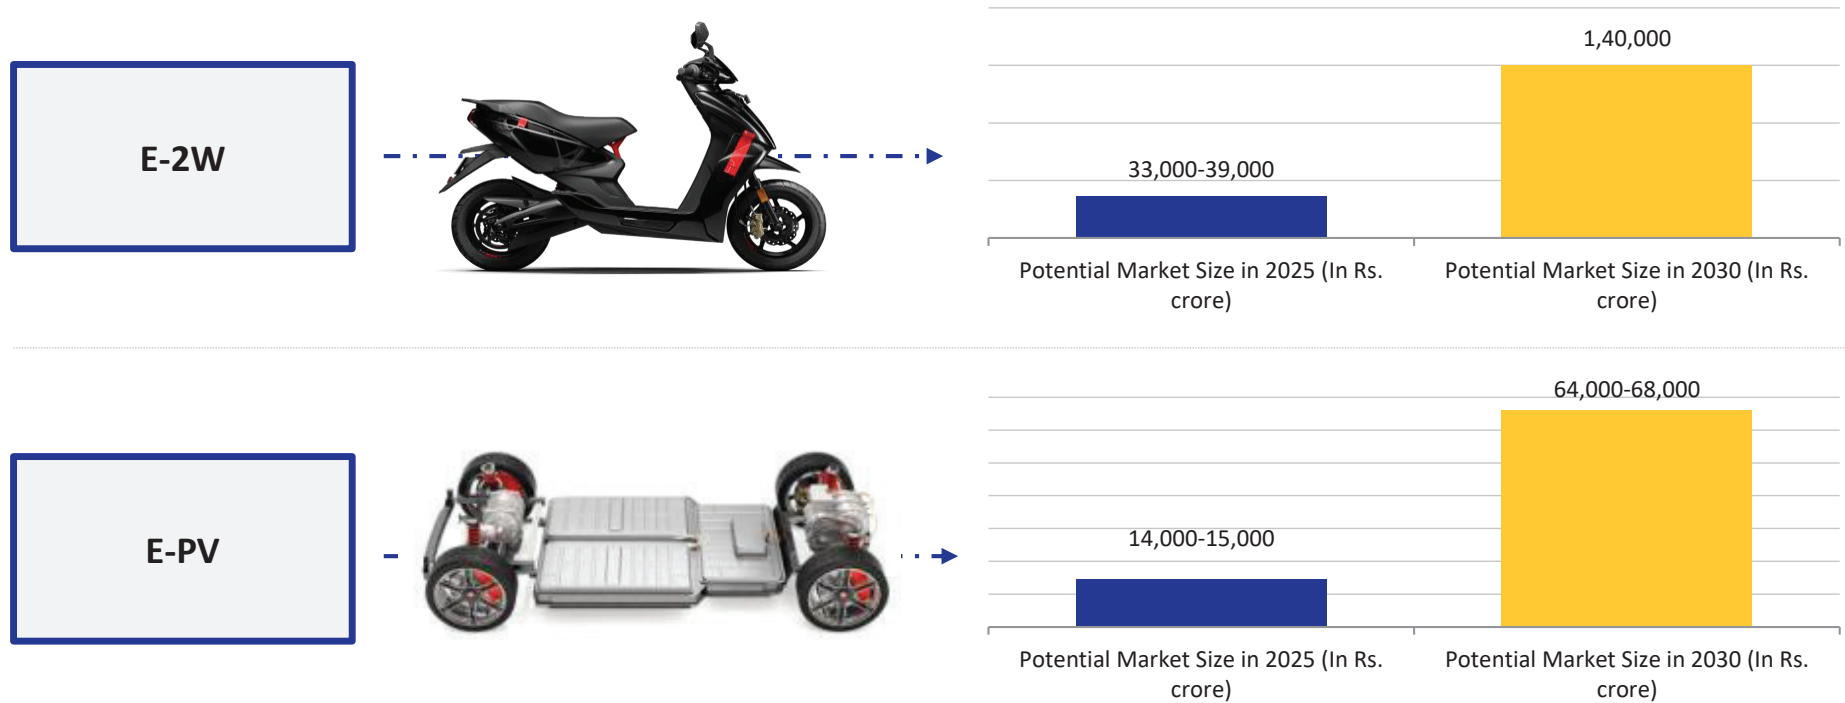 E-2W
1,40,000
33,000-39,000
Potential Market Size in 2025 (In Rs.
crore)
Potential Market Size in 2030 (In Rs.
crore)
E-PV
64,000-68,000
14,000-15,000
Potential Market Size in 2025 (In Rs.
crore)
Potential Market Size in 2030 (In Rs.
crore)